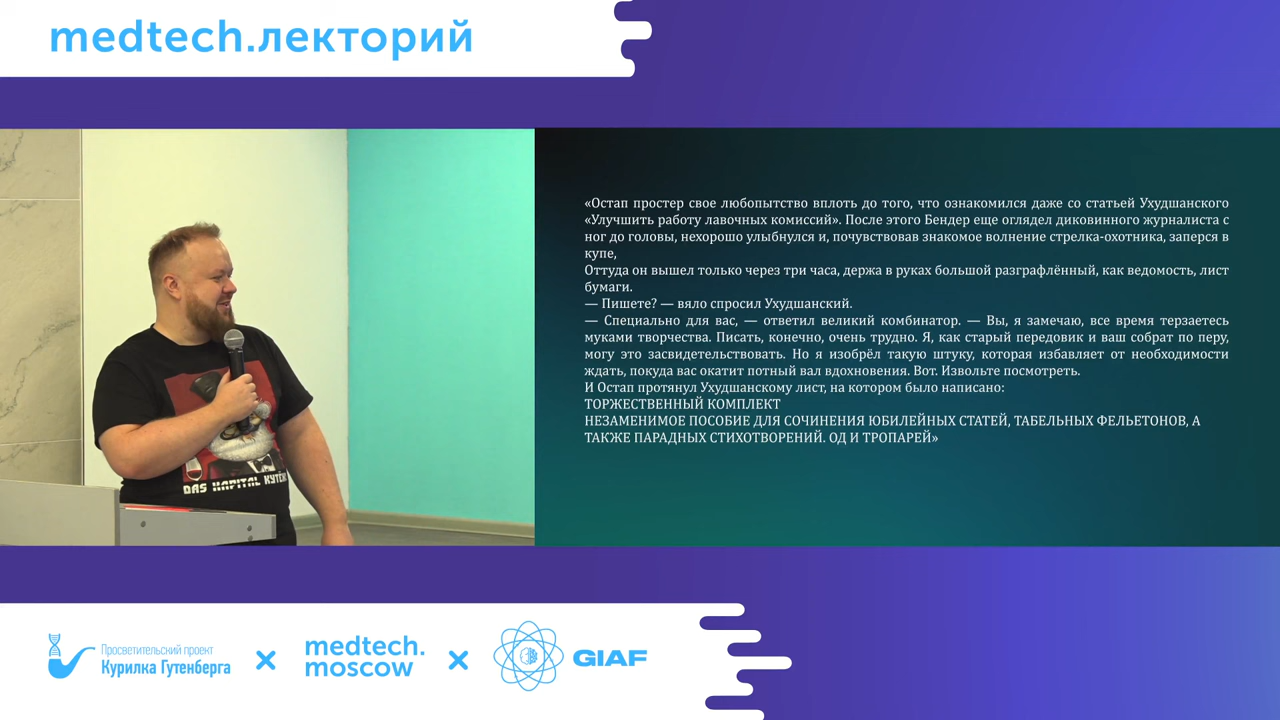 medtech.лекторий
«Остап простер свое любопытство вплоть до того, что ознакомился даже со статьей Ухудшанского
«Улучшить работу лавочных комиссий». После этого Бендер еще оглядел диковинного журналиста с
ног до головы, нехорошо улыбнулся и, почувствовав знакомое волнение стрелка-охотника, заперся в
купе,
Оттуда он вышел только через три часа, держа в руках большой разграфлённый, как ведомость, лист
бумаги.
— Пишете? — вяло спросил Ухудшанский.
— Специально для вас, — ответил великий комбинатор. — Вы, я замечаю, все время терзаетесь
муками творчества. Писать, конечно, очень трудно. Я, как старый передовик и ваш собрат по перу,
могу это засвидетельствовать. Но я изобрёл такую штуку, которая избавляет от необходимости
ждать, покуда вас окатит потный вал вдохновения. Вот. Извольте посмотреть.
И Остап протянул Ухудшанскому лист, на котором было написано:
ТОРЖЕСТВЕННЫЙ КОМПЛЕКТ
НЕЗАМЕНИМОЕ ПОСОБИЕ ДЛЯ СОЧИНЕНИЯ ЮБИЛЕЙНЫХ СТАТЕЙ, ТАБЕЛЬНЫХ ФЕЛЬЕТОНОВ, А
ТАКЖЕ ПАРАДНЫХ СТИХОТВОРЕНИЙ. ОД И ТРОПАРЕЙ»
DAS KAPITAL
Просветительский проект
Курилка Гутенберга
medtech.
moscow
GIAF